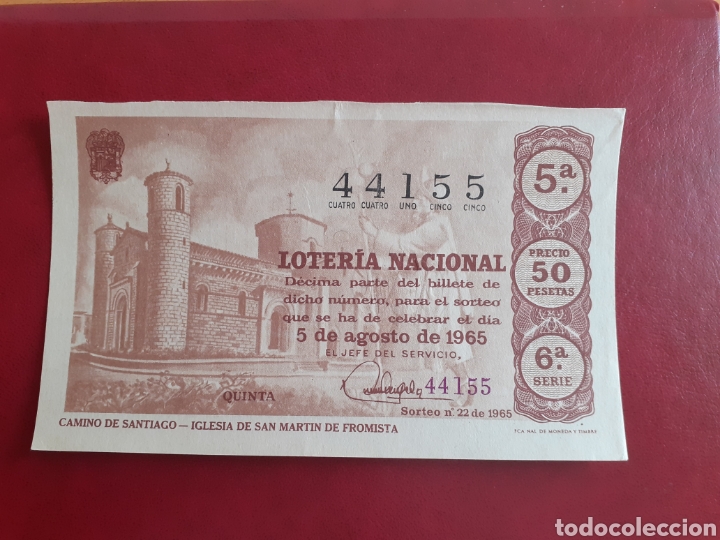 44155
CUATRO CUATRO UNO CINCO CINCO
5.ª
LOTERÍA NACIONAL
Décima parte del billete de
dicho número, para el sorteo
que se ha de celebrar el día
5 de agosto de 1965
EL JEFE DEL SERVICIO,
PRECIO
50
PESETAS
6.ª
SERIE
QUINTA
44155
Sorteo nº 22 de 1965
CAMINO DE SANTIAGO — IGLESIA DE SAN MARTIN DE FROMISTA
FCA NAL DE MONEDA Y TIMBRE
todocoleccion